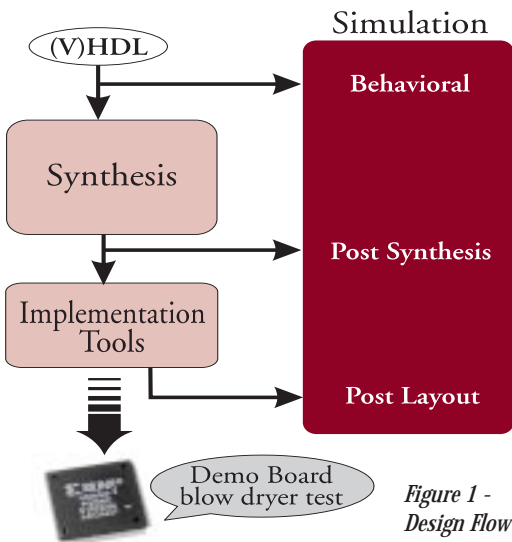 Simulation
(V)HDL
Behavioral
Synthesis
Post Synthesis
Implementation
Tools
Post Layout
Demo Board
blow dryer test
Figure 1 -
Design Flow